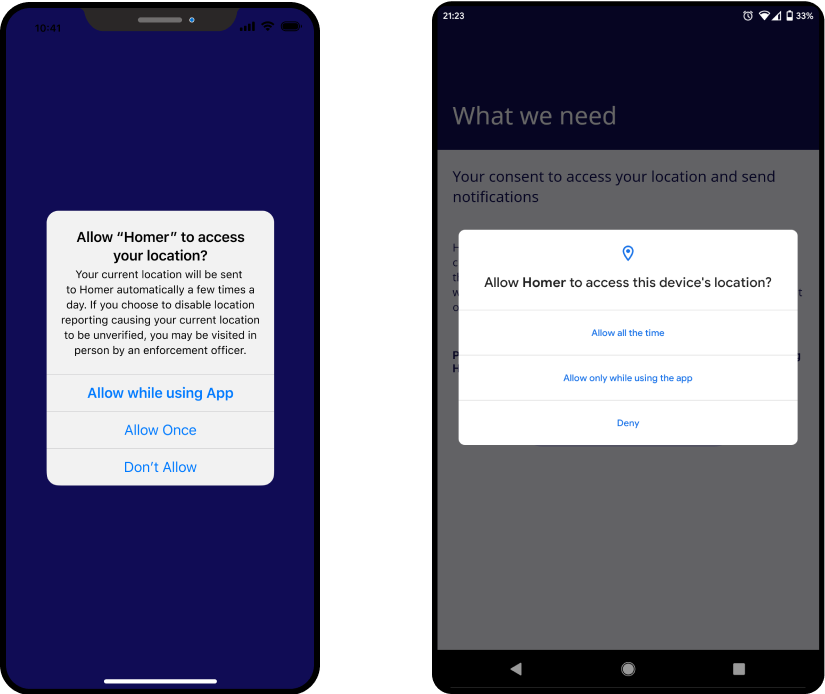 10:41
Allow “Homer” to access
your location?
Your current location will be sent
to Homer automatically a few times a
day. If you choose to disable location
reporting causing your current location
to be unverified, you may be visited in
person by an enforcement officer.
Allow while using App
Allow Once
Don’t Allow
21:23
33%
What we need
Your consent to access your location and send
notifications
Allow Homer to access this device's location?
Allow all the time
Allow only while using the app
Deny